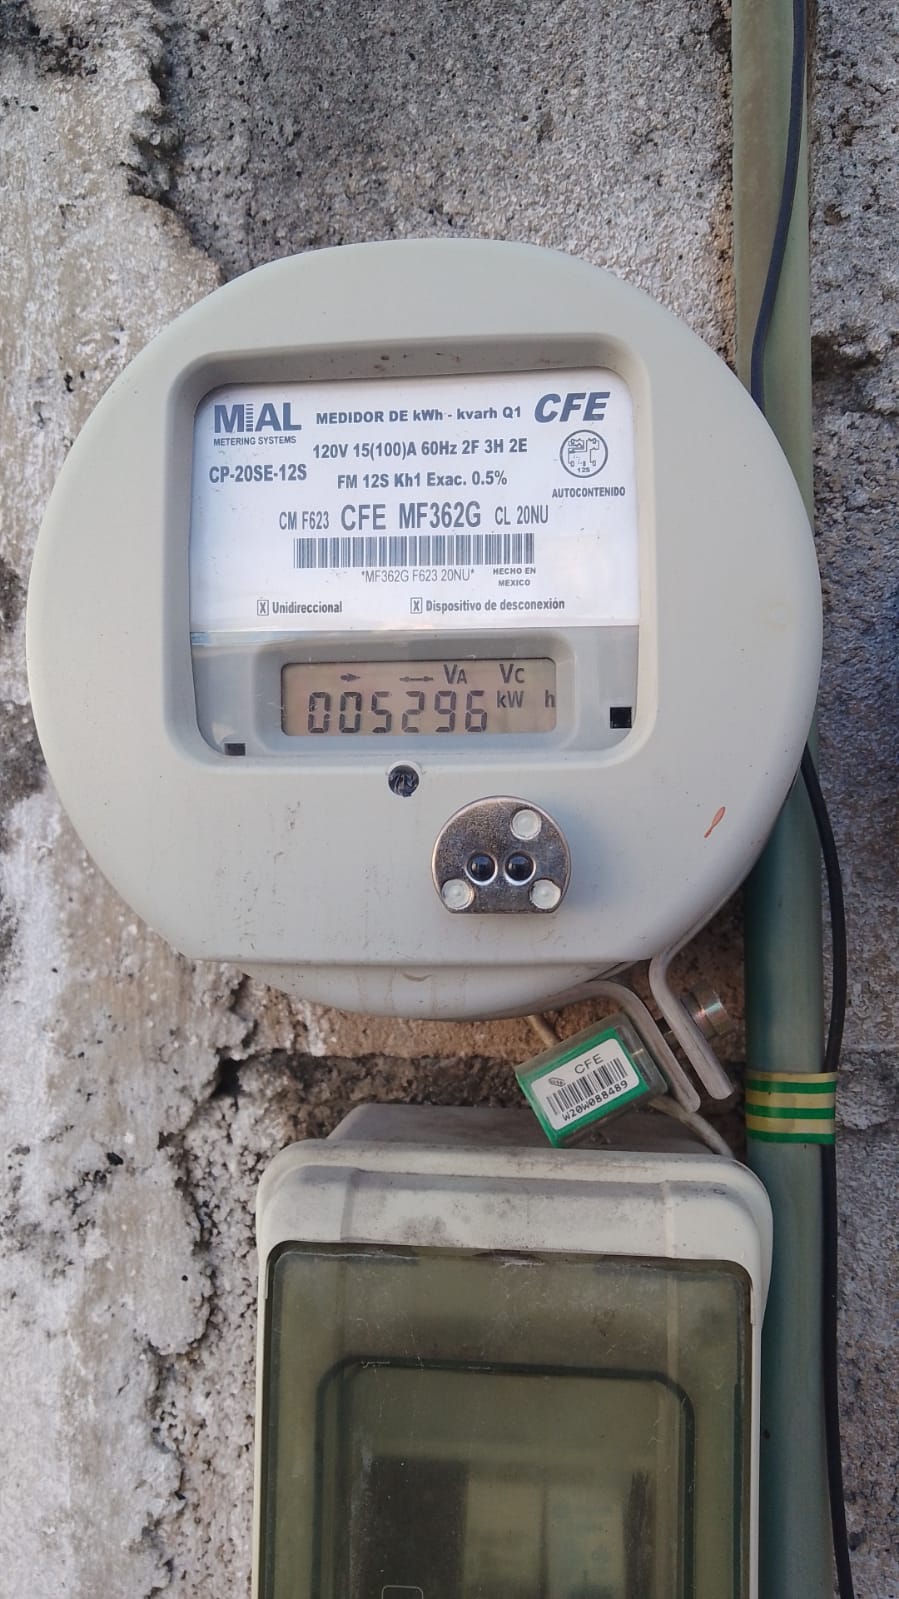 MIAL
METERING SYSTEMS
MEDIDOR DE kWh - kvarh Q1
CFE
120V 15(100)A 60Hz 2F 3H 2E
CP-20SE-12S
FM 12S Kh1 Exac. 0.5%
12S
AUTOCONTENIDO
CM F623 CFE MF362G CL 20NU
*MF362G F623 20NU*
HECHO EN
MEXICO
X Unidireccional
X Dispositivo de desconexión
VA VC
005296 kW h
CFE
W20W088489